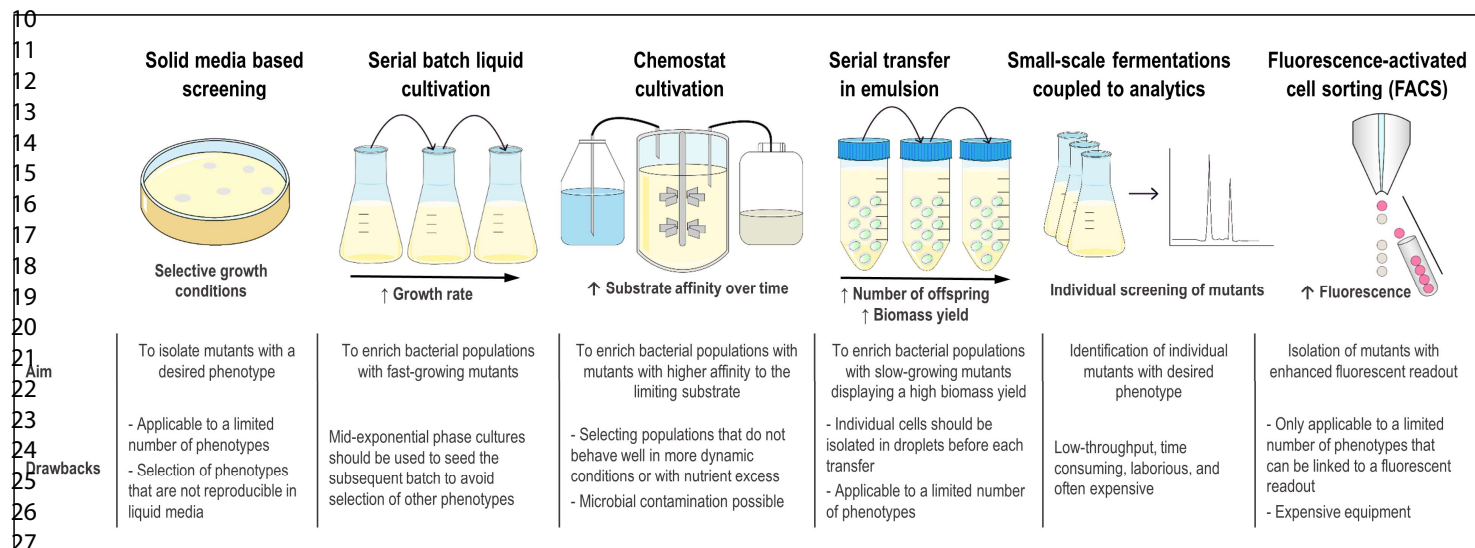 10
11
12
13
14
15
16
17
18
19
20
21
22
23
24
25
26
27
Solid media based
screening
Selective growth
conditions
Serial batch liquid
cultivation
↑ Growth rate
Chemostat
cultivation
↑ Substrate affinity over time
Serial transfer
in emulsion
↑ Number of offspring
↑ Biomass yield
Small-scale fermentations
coupled to analytics
Individual screening of mutants
Fluorescence-activated
cell sorting (FACS)
↑ Fluorescence
Aim
To isolate mutants with a
desired phenotype
To enrich bacterial populations
with fast-growing mutants
To enrich bacterial populations with
mutants with higher affinity to the
limiting substrate
To enrich bacterial populations
with slow-growing mutants
displaying a high biomass yield
Identification of individual
mutants with desired
phenotype
Isolation of mutants with
enhanced fluorescent readout
Drawbacks
- Applicable to a limited
number of phenotypes
- Selection of phenotypes
that are not reproducible in
liquid media
Mid-exponential phase cultures
should be used to seed the
subsequent batch to avoid
selection of other phenotypes
- Selecting populations that do not
behave well in more dynamic
conditions or with nutrient excess
- Microbial contamination possible
- Individual cells should be
isolated in droplets before each
transfer
- Applicable to a limited number
of phenotypes
Low-throughput, time
consuming, laborious, and
often expensive
- Only applicable to a limited
number of phenotypes that
can be linked to a fluorescent
readout
- Expensive equipment